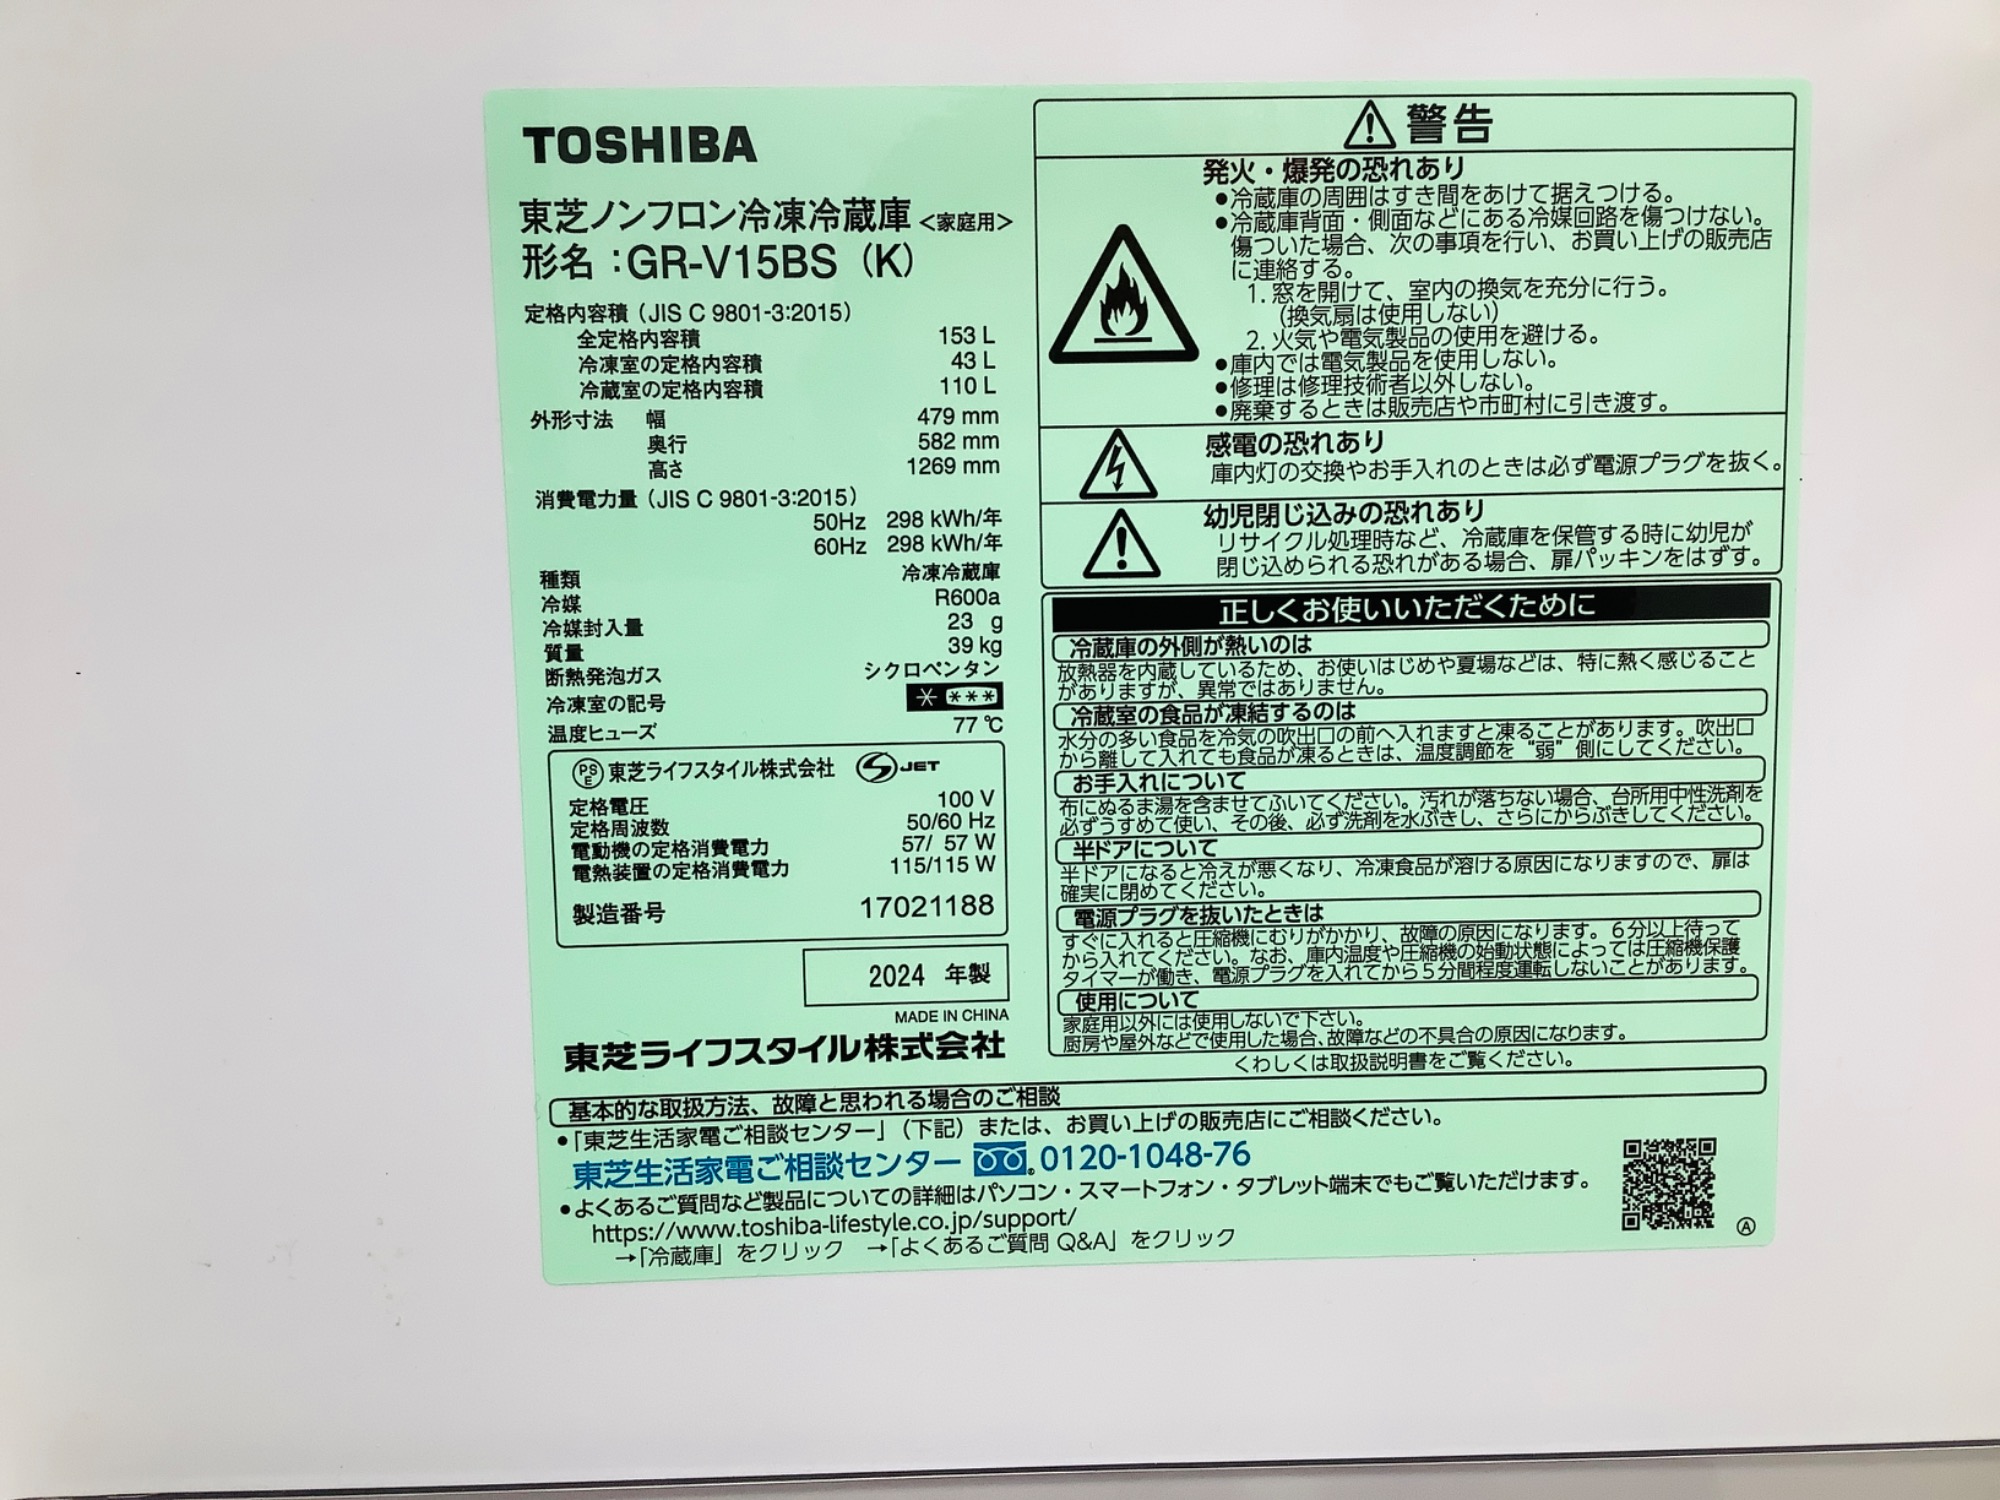 TOSHIBA
東芝ノンフロン冷凍冷蔵庫<家庭用>
形名:GR-V15BS (K)
定格内容積 (JIS C 9801-3:2015)
全定格内容積 153 L
冷凍室の定格内容積 43 L
冷蔵室の定格内容積 110 L
外形寸法 幅 479 mm
奥行 582 mm
高さ 1269 mm
消費電力量 (JIS C 9801-3:2015)
50Hz 298 kWh/年
60Hz 298 kWh/年
種類 冷凍冷蔵庫
冷媒 R600a
冷媒封入量 23 g
質量 39 kg
断熱発泡ガス シクロペンタン
冷凍室の記号 * ***
温度ヒューズ 77 ℃
PSE 東芝ライフスタイル株式会社 S JET
定格電圧 100 V
定格周波数 50/60 Hz
電動機の定格消費電力 57/ 57 W
電熱装置の定格消費電力 115/115 W
製造番号 17021188
2024 年製
MADE IN CHINA
東芝ライフスタイル株式会社
警告
発火・爆発の恐れあり
●冷蔵庫の周囲はすき間をあけて据えつける。
●冷蔵庫背面・側面などにある冷媒回路を傷つけない。
傷ついた場合、次の事項を行い、お買い上げの販売店
に連絡する。
1. 窓を開けて、室内の換気を充分に行う。
(換気扇は使用しない)
2. 火気や電気製品の使用を避ける。
●庫内では電気製品を使用しない。
●修理は修理技術者以外しない。
●廃棄するときは販売店や市町村に引き渡す。
感電の恐れあり
庫内灯の交換やお手入れのときは必ず電源プラグを抜く。
幼児閉じ込みの恐れあり
リサイクル処理時など、冷蔵庫を保管する時に幼児が
閉じ込められる恐れがある場合、扉パッキンをはずす。
正しくお使いいただくために
冷蔵庫の外側が熱いのは
放熱器を内蔵しているため、お使いはじめや夏場などは、特に熱く感じること
がありますが、異常ではありません。
冷蔵室の食品が凍結するのは
水分の多い食品を冷気の吹出口の前へ入れますと凍ることがあります。吹出口
から離して入れても食品が凍るときは、温度調節を“弱”側にしてください。
お手入れについて
布にぬるま湯を含ませてふいてください。汚れが落ちない場合、台所用中性洗剤を
必ずうすめて使い、その後、必ず洗剤を水ぶきし、さらにからぶきしてください。
半ドアについて
半ドアになると冷えが悪くなり、冷凍食品が溶ける原因になりますので、扉は
確実に閉めてください。
電源プラグを抜いたときは
すぐに入れると圧縮機にむりがかかり、故障の原因になります。6分以上待って
から入れてください。なお、庫内温度や圧縮機の始動状態によっては圧縮機保護
タイマーが働き、電源プラグを入れてから5分間程度運転しないことがあります。
使用について
家庭用以外には使用しないで下さい。
厨房や屋外などで使用した場合、故障などの不具合の原因になります。
くわしくは取扱説明書をご覧ください。
基本的な取扱方法、故障と思われる場合のご相談
●「東芝生活家電ご相談センター」(下記)または、お買い上げの販売店にご相談ください。
東芝生活家電ご相談センター 0120-1048-76
●よくあるご質問など製品についての詳細はパソコン・スマートフォン・タブレット端末でもご覧いただけます。
https://www.toshiba-lifestyle.co.jp/support/
→「冷蔵庫」をクリック →「よくあるご質問 Q&A」をクリック
Ⓐ